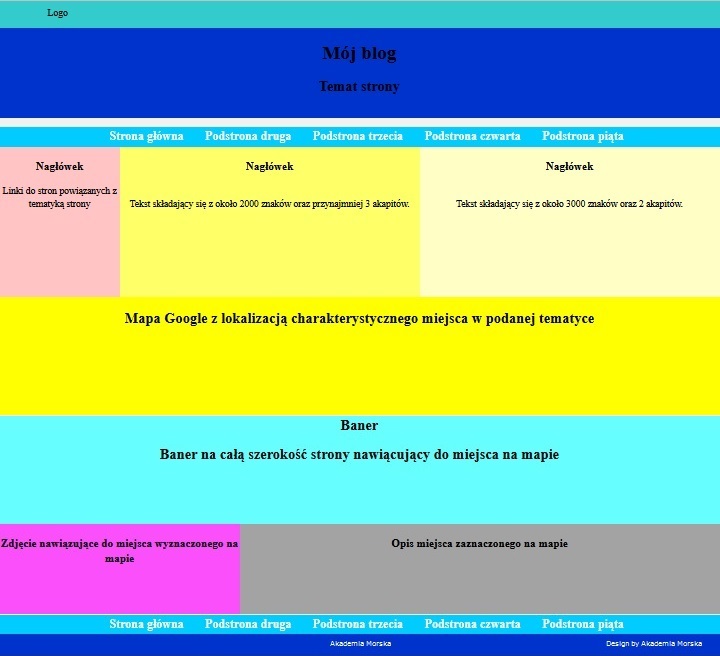 Logo
Mój blog
Temat strony
Strona główna Podstrona druga Podstrona trzecia Podstrona czwarta Podstrona piąta
Nagłówek
Linki do stron powiązanych z
tematyką strony
Nagłówek
Tekst składający się z około 2000 znaków oraz przynajmniej 3 akapitów.
Nagłówek
Tekst składający się z około 3000 znaków oraz 2 akapitów.
Mapa Google z lokalizacją charakterystycznego miejsca w podanej tematyce
Baner
Baner na całą szerokość strony nawiącujący do miejsca na mapie
Zdjęcie nawiązujące do miejsca wyznaczonego na
mapie
Opis miejsca zaznaczonego na mapie
Strona główna Podstrona druga Podstrona trzecia Podstrona czwarta Podstrona piąta
Akademia Morska
Design by Akademia Morska